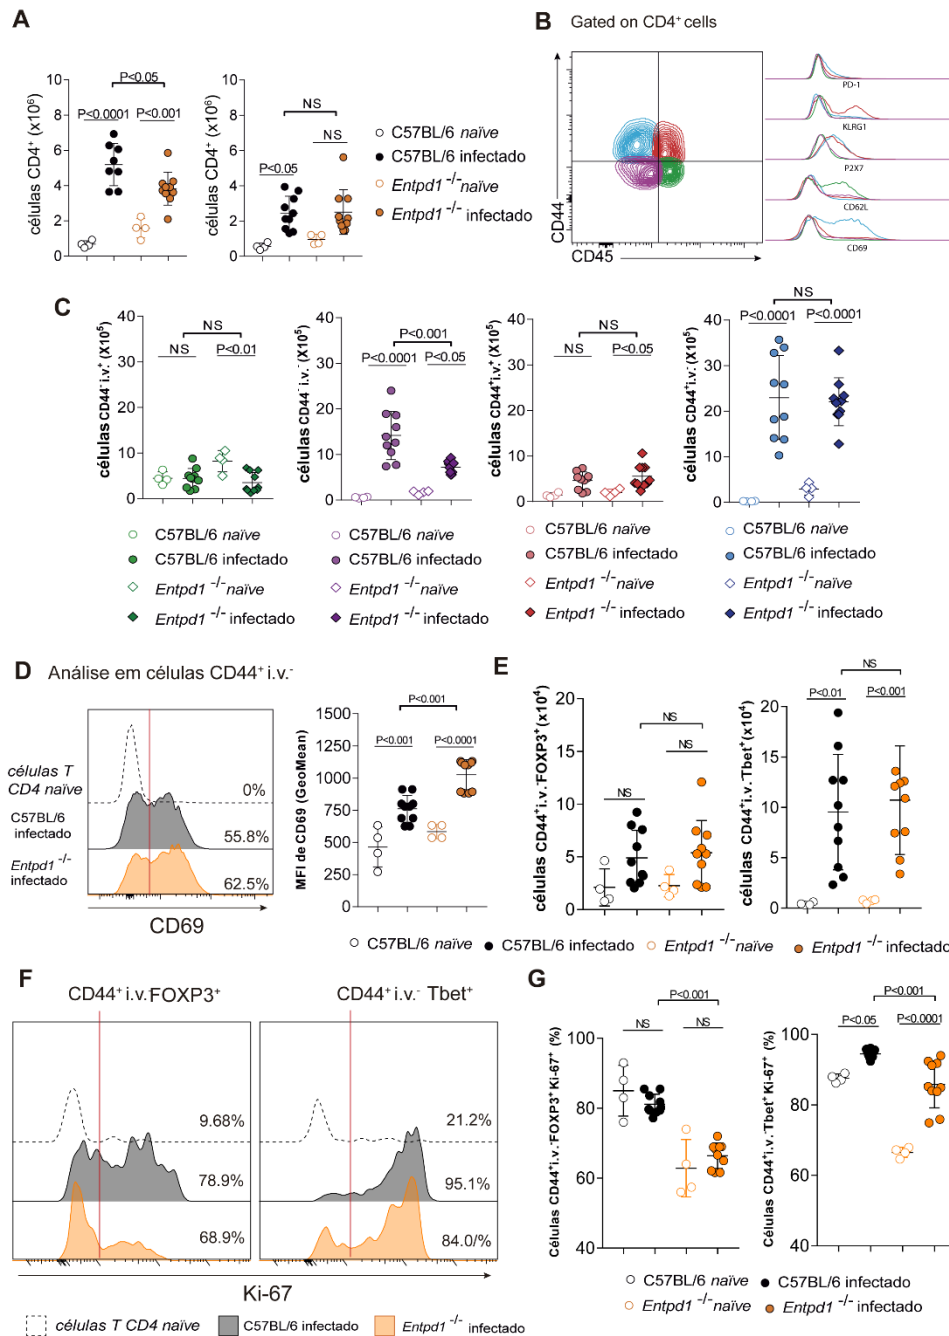 A
células CD4⁺ (x10⁶)
10
8
6
4
2
0
P<0.05
P<0.0001
P<0.001
células CD4⁺ (x10⁶)
10
8
6
4
2
0
NS
NS
P<0.05
C57BL/6 naïve
C57BL/6 infectado
Entpd1⁻/⁻ naïve
Entpd1⁻/⁻ infectado
B
Gated on CD4⁺ cells
CD44
CD45
PD-1
KLRG1
P2X7
CD62L
CD69
C
células CD44⁻i.v.⁺ (X10⁵)
40
30
20
10
0
NS
NS
P<0.01
células CD44⁻i.v.⁻ (X10⁵)
40
30
20
10
0
P<0.001
P<0.0001
P<0.05
células CD44⁺i.v.⁺ (X10⁵)
40
30
20
10
0
NS
NS
P<0.05
células CD44⁺i.v.⁻ (X10⁵)
40
30
20
10
0
NS
P<0.0001
P<0.0001
C57BL/6 naïve
C57BL/6 infectado
Entpd1⁻/⁻ naïve
Entpd1⁻/⁻ infectado
C57BL/6 naïve
C57BL/6 infectado
Entpd1⁻/⁻ naïve
Entpd1⁻/⁻ infectado
C57BL/6 naïve
C57BL/6 infectado
Entpd1⁻/⁻ naïve
Entpd1⁻/⁻ infectado
C57BL/6 naïve
C57BL/6 infectado
Entpd1⁻/⁻ naïve
Entpd1⁻/⁻ infectado
D
Análise em células CD44⁺ i.v.⁻
células T
CD4 naïve
0%
C57BL/6
infectado
55.8%
Entpd1⁻/⁻
infectado
62.5%
CD69
MFI de CD69 (GeoMean)
1500
1250
1000
750
500
250
0
P<0.001
P<0.001
P<0.0001
E
células CD44⁺i.v.⁻FOXP3⁺(x10⁴)
20
15
10
5
0
NS
NS
NS
células CD44⁺i.v.⁻Tbet⁺(x10⁴)
20
15
10
5
0
NS
P<0.01
P<0.001
C57BL/6 naïve
C57BL/6 infectado
Entpd1⁻/⁻ naïve
Entpd1⁻/⁻ infectado
F
CD44⁺ i.v.⁻FOXP3⁺
9.68%
78.9%
68.9%
CD44⁺ i.v.⁻ Tbet⁺
21.2%
95.1%
84.0/%
Ki-67
células T CD4 naïve
C57BL/6 infectado
Entpd1⁻/⁻ infectado
G
Células CD44⁺i.v.⁻FOXP3⁺ Ki-67⁺ (%)
100
80
60
40
P<0.001
NS
NS
Células CD44⁺i.v.⁻Tbet⁺ Ki-67⁺ (%)
100
80
60
40
P<0.001
P<0.05
P<0.0001
C57BL/6 naïve
C57BL/6 infectado
Entpd1⁻/⁻ naïve
Entpd1⁻/⁻ infectado